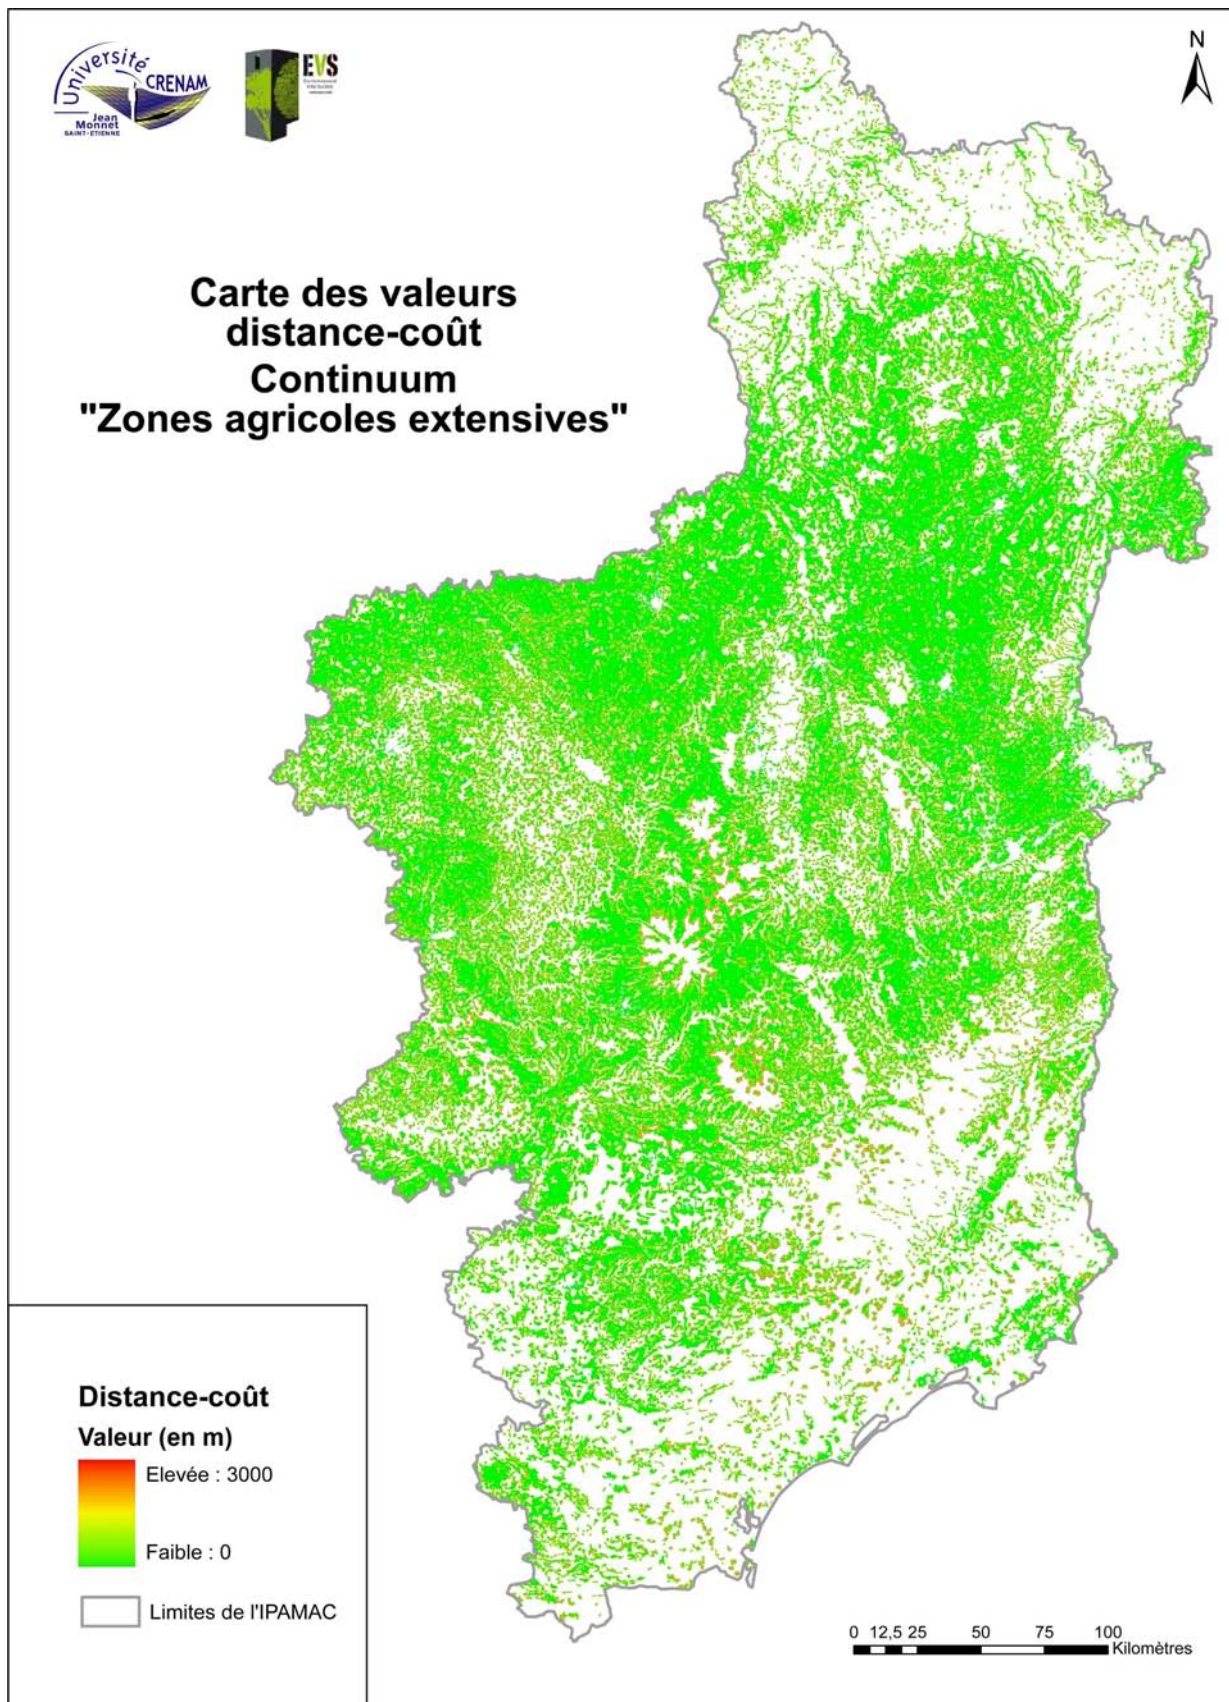 Université
CRENAM
Jean
Monnet
SAINT-ETIENNE
EVS
N
Carte des valeurs
distance-coût
Continuum
"Zones agricoles extensives"
Distance-coût
Valeur (en m)
Elevée : 3000
Faible : 0
Limites de l'IPAMAC
0 12,5 25 50 75 100
Kilomètres